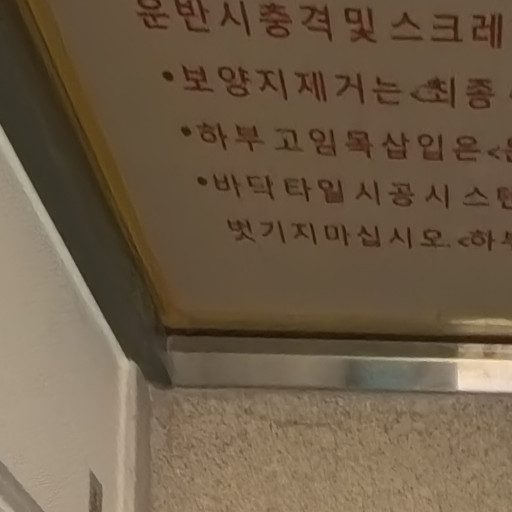 운반시충격및 스크레
•보양지제거는<최종
•하부고임목삽입은<
•바닥타일시공시스
벗기지마십시오.<하